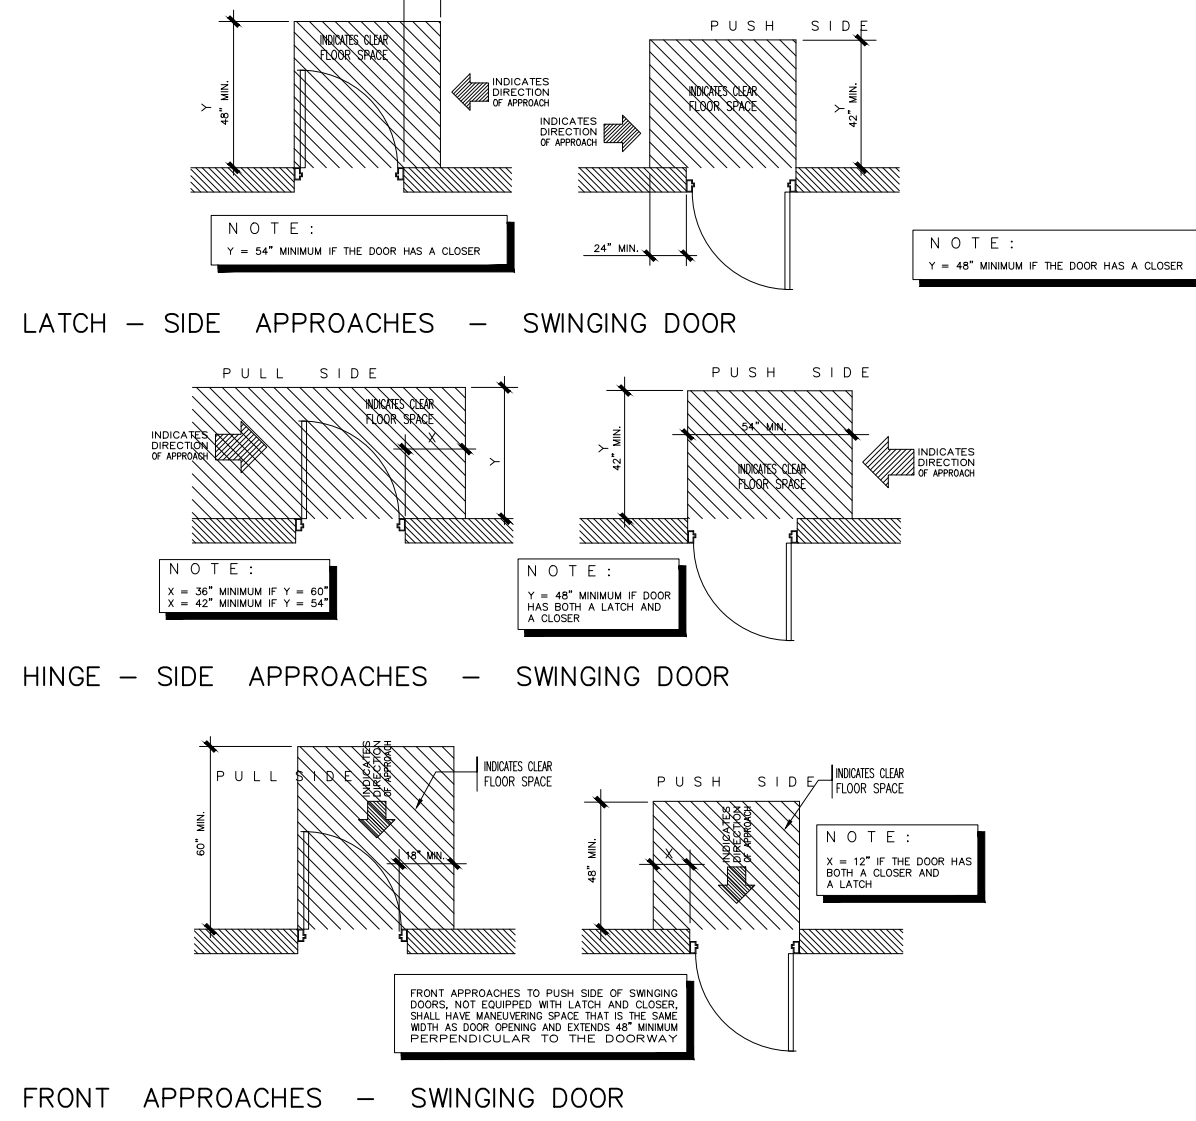 PUSH SIDE
INDICATES CLEAR
FLOOR SPACE
Y
48" MIN.
INDICATES
DIRECTION
OF APPROACH
INDICATES
DIRECTION
OF APPROACH
INDICATES CLEAR
FLOOR SPACE
Y
42" MIN.
24" MIN.
NOTE:
Y = 54" MINIMUM IF THE DOOR HAS A CLOSER
NOTE:
Y = 48" MINIMUM IF THE DOOR HAS A CLOSER
LATCH - SIDE APPROACHES - SWINGING DOOR
PULL SIDE
INDICATES CLEAR
FLOOR SPACE
X
Y
INDICATES
DIRECTION
OF APPROACH
PUSH SIDE
Y
42" MIN.
54" MIN.
INDICATES CLEAR
FLOOR SPACE
INDICATES
DIRECTION
OF APPROACH
NOTE:
X = 36" MINIMUM IF Y = 60"
X = 42" MINIMUM IF Y = 54"
NOTE:
Y = 48" MINIMUM IF DOOR
HAS BOTH A LATCH AND
A CLOSER
HINGE - SIDE APPROACHES - SWINGING DOOR
PULL SIDE
60" MIN.
INDICATES
DIRECTION
OF APPROACH
INDICATES CLEAR
FLOOR SPACE
18" MIN.
PUSH SIDE
INDICATES CLEAR
FLOOR SPACE
48" MIN.
X
INDICATES
DIRECTION
OF APPROACH
NOTE:
X = 12" IF THE DOOR HAS
BOTH A CLOSER AND
A LATCH
FRONT APPROACHES TO PUSH SIDE OF SWINGING
DOORS, NOT EQUIPPED WITH LATCH AND CLOSER,
SHALL HAVE MANEUVERING SPACE THAT IS THE SAME
WIDTH AS DOOR OPENING AND EXTENDS 48" MINIMUM
PERPENDICULAR TO THE DOORWAY
FRONT APPROACHES - SWINGING DOOR